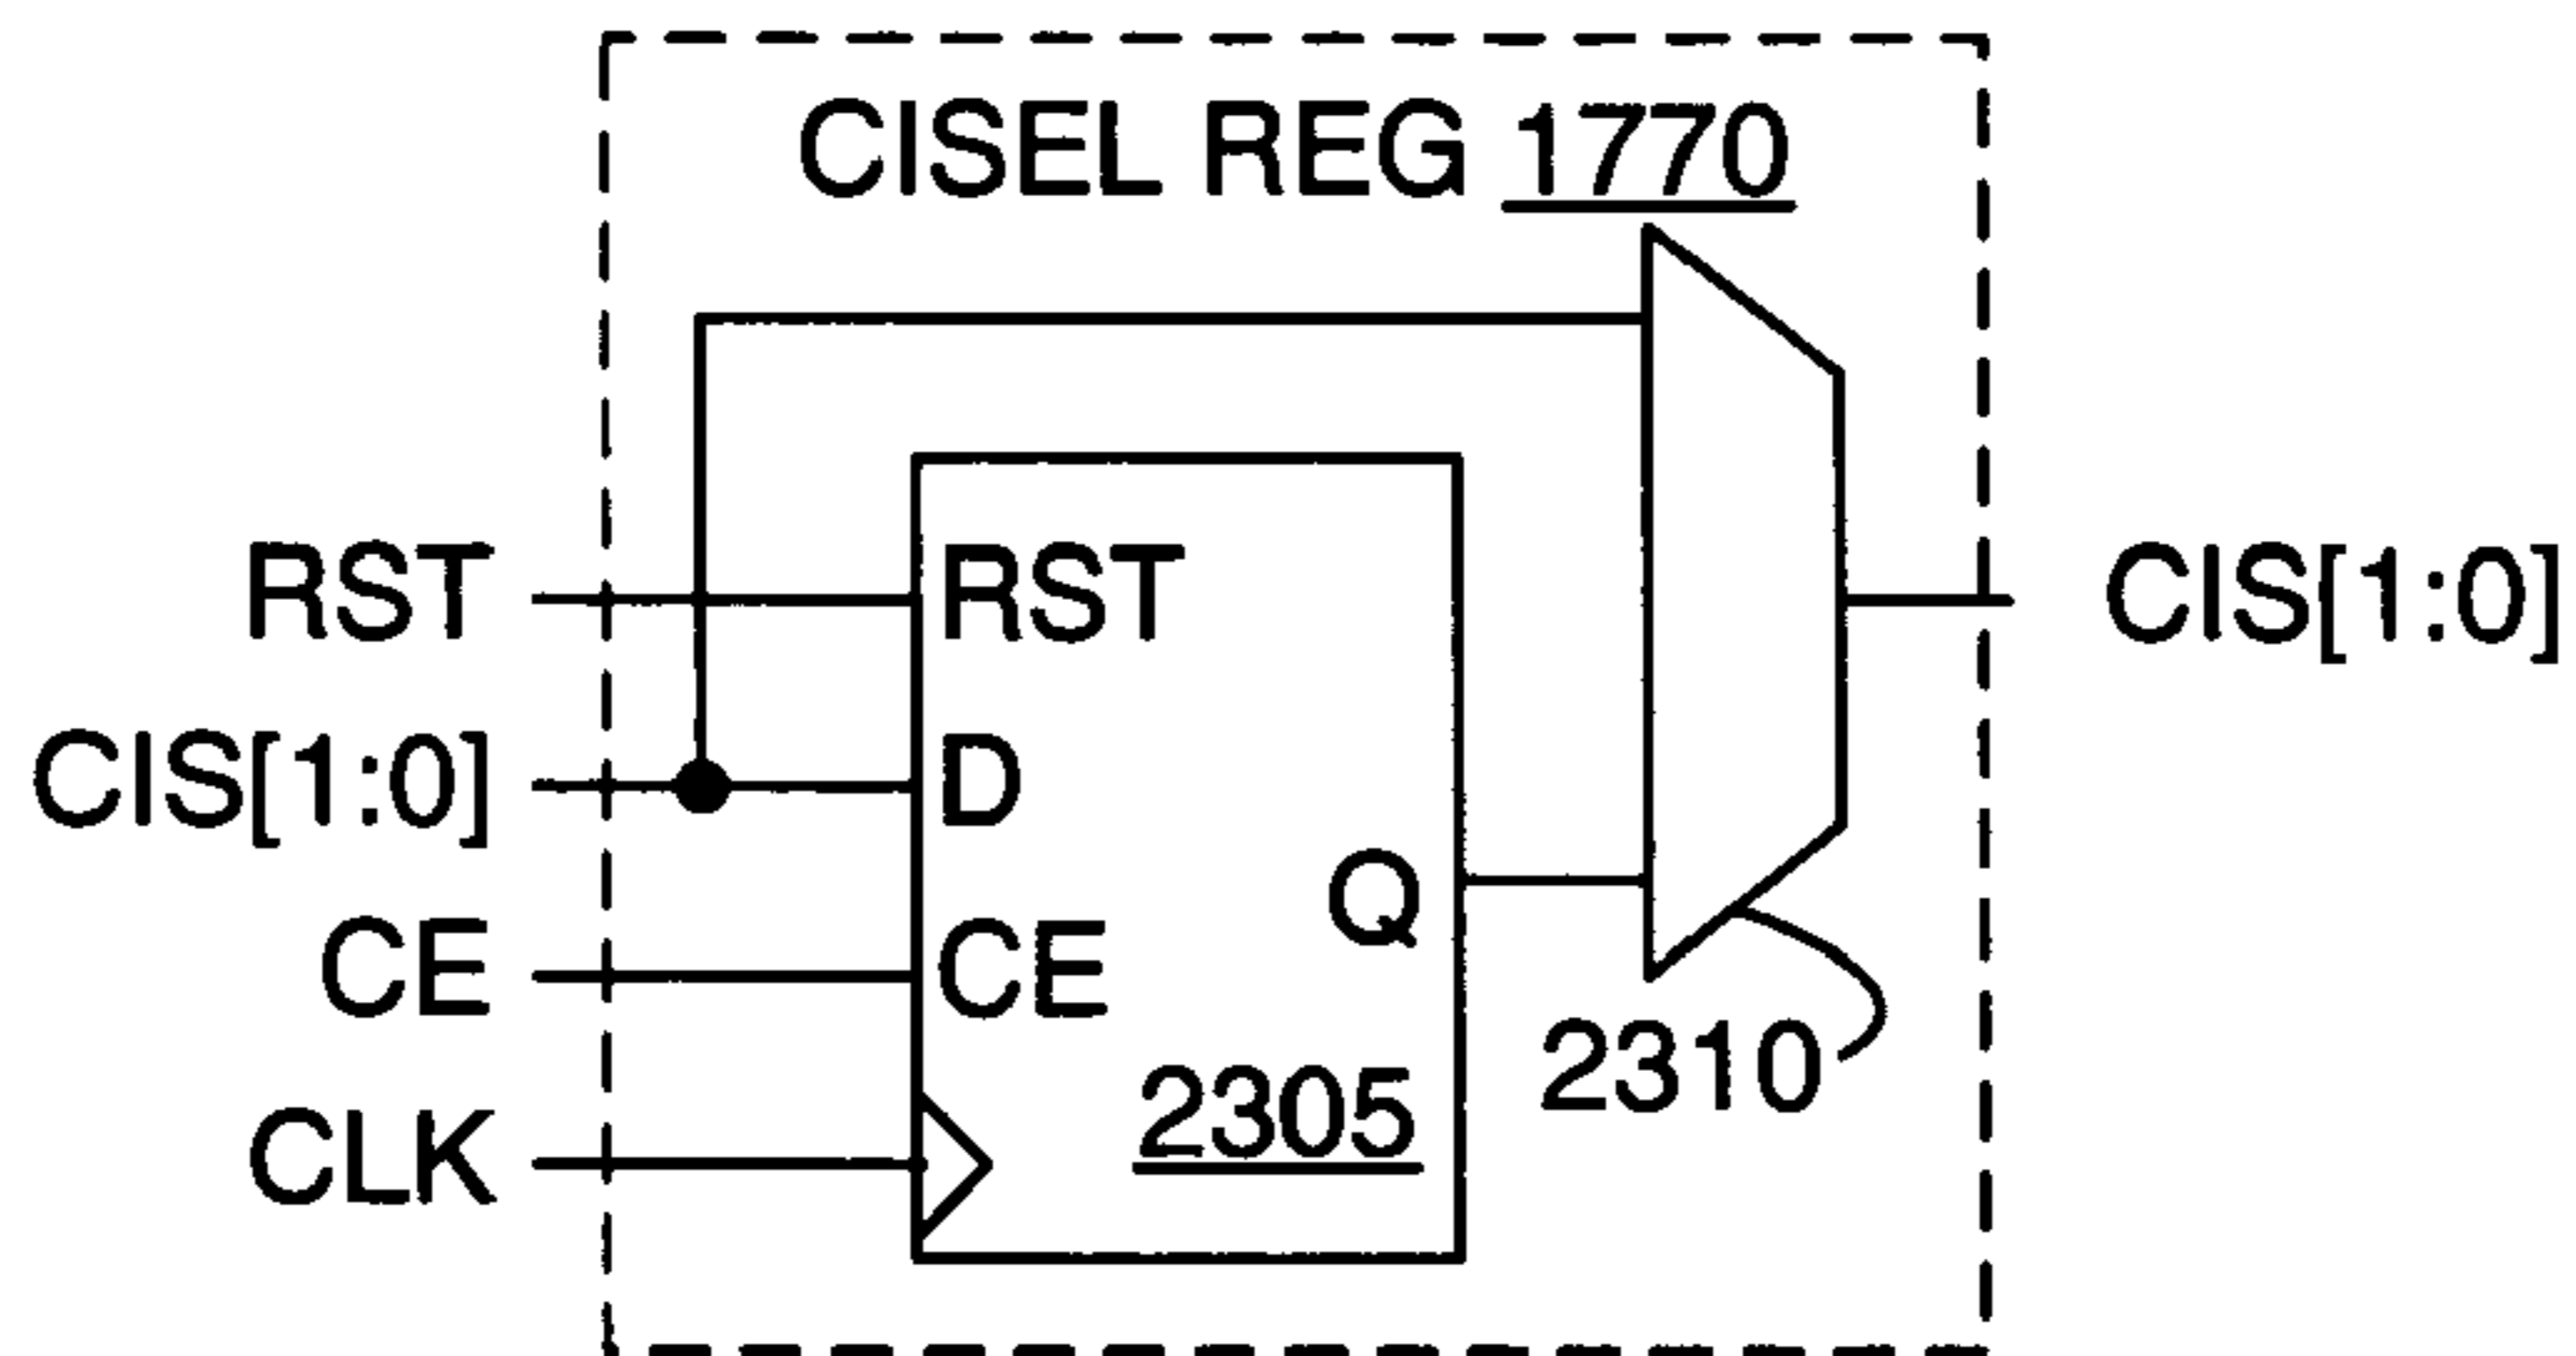 CISEL REG 1770
RST
RST
CIS[1:0]
CIS[1:0]
D
Q
CE
CE
2310
CLK
2305